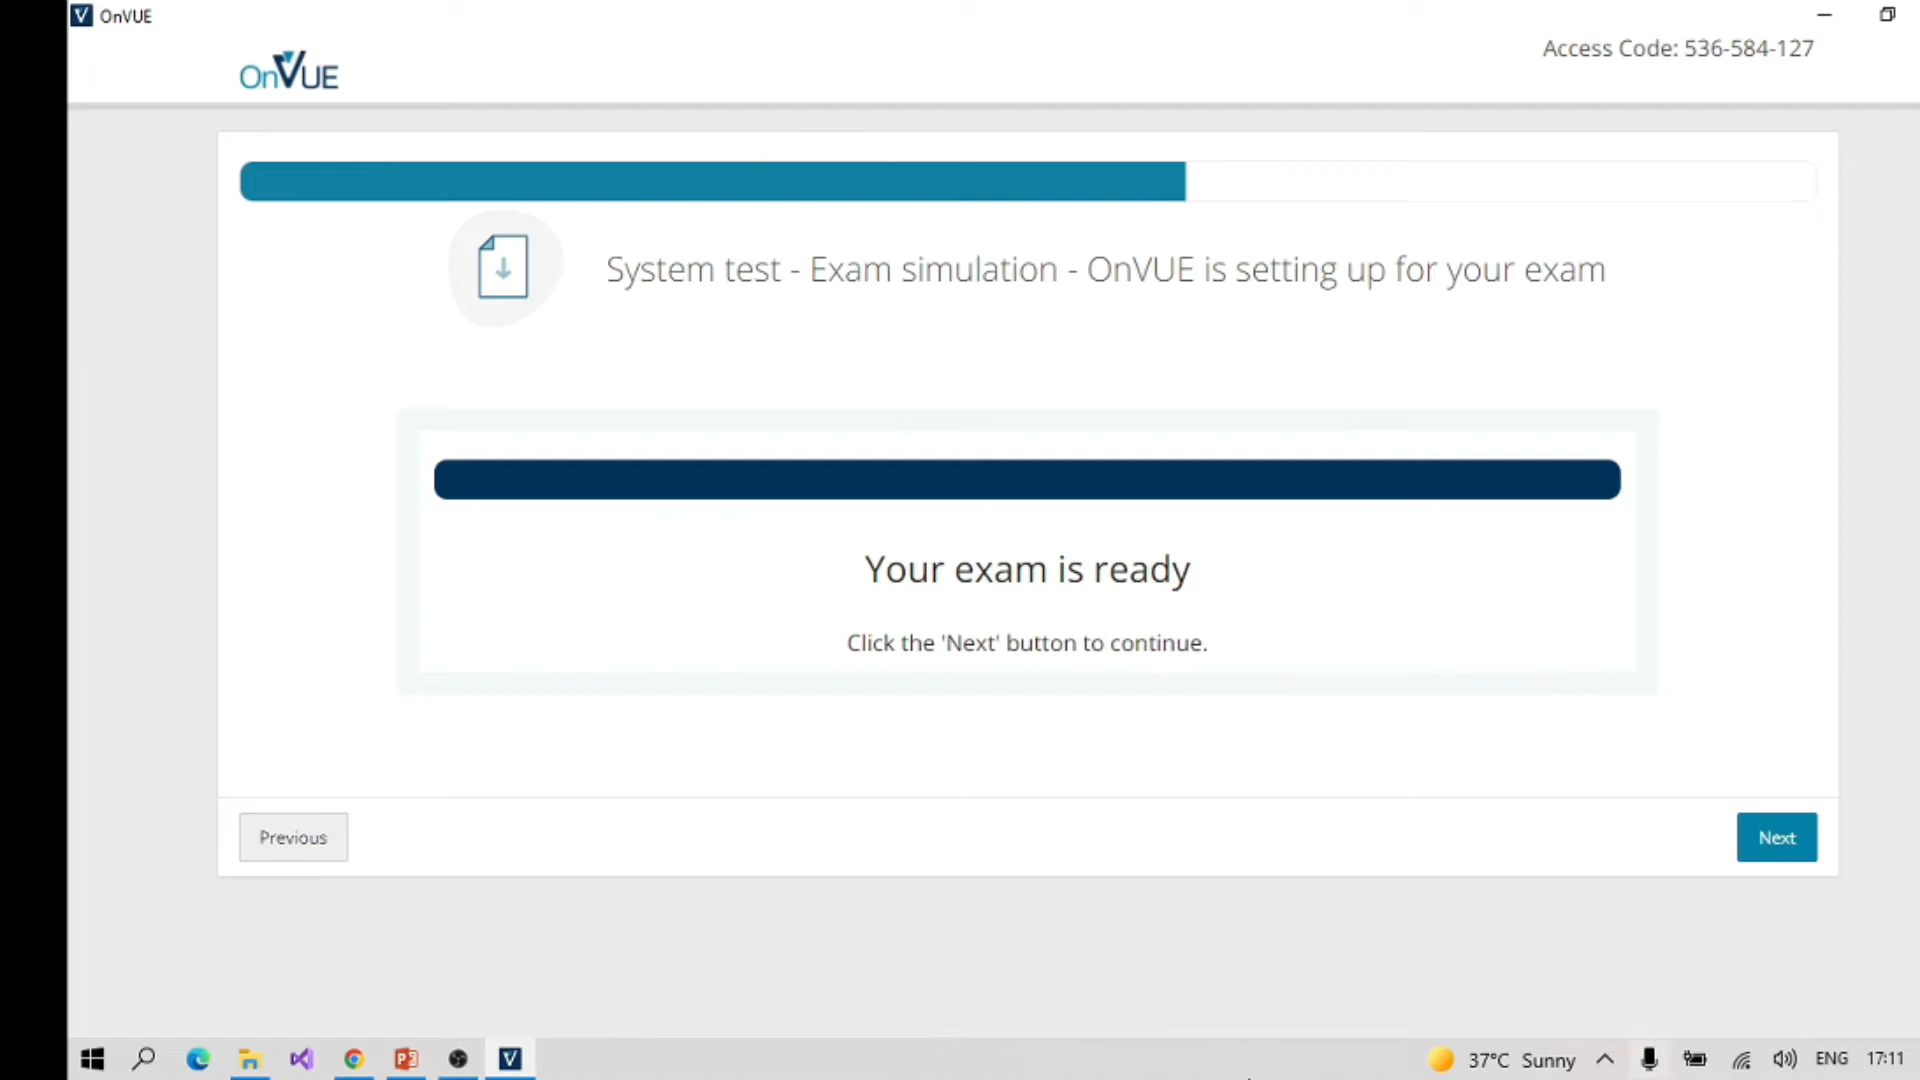 OnVUE
Access Code: 536-584-127
OnVUE
System test - Exam simulation - OnVUE is setting up for your exam
Your exam is ready
Click the 'Next' button to continue.
Previous
Next
37°C Sunny
ENG
17:11